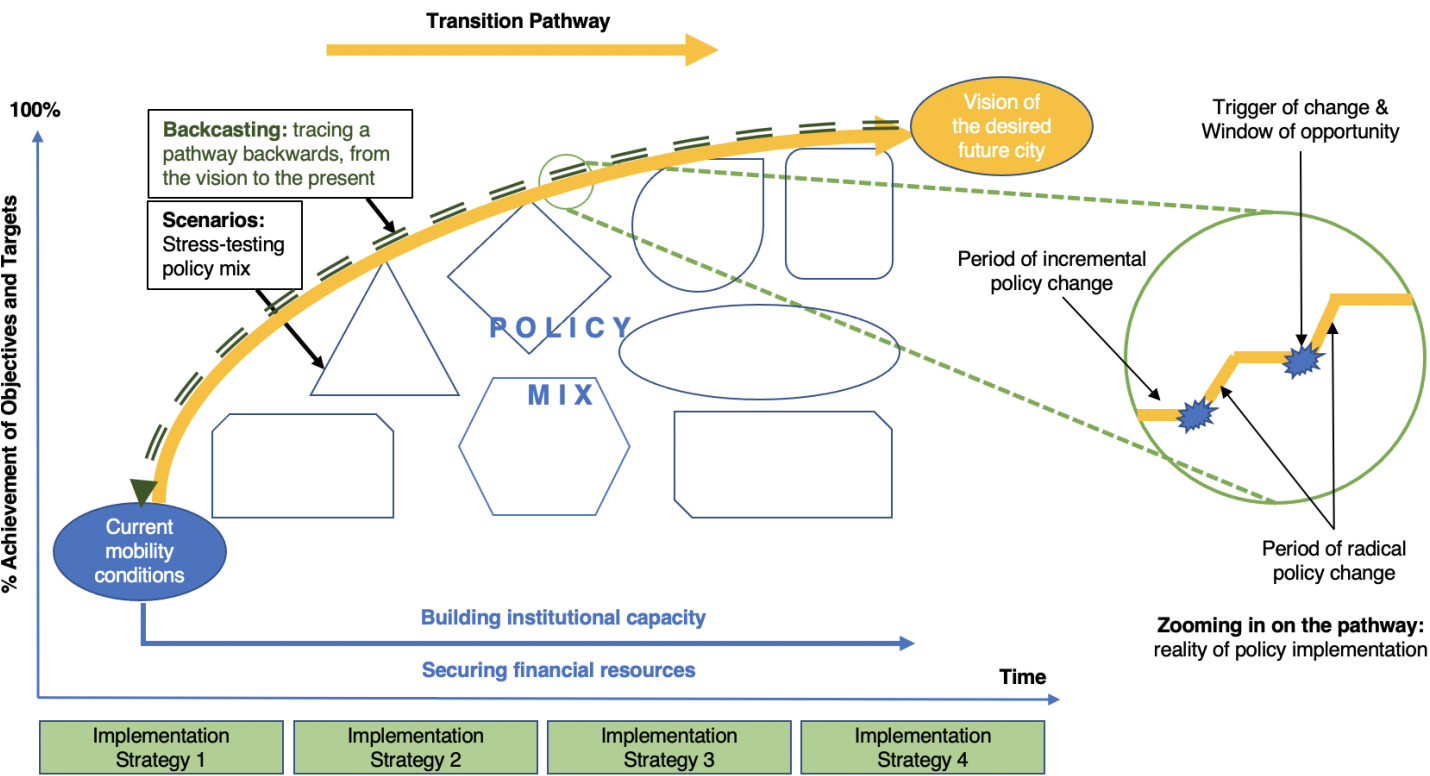 Transition Pathway
100%
Backcasting: tracing a
pathway backwards, from
the vision to the present
Scenarios:
Stress-testing
policy mix
Vision of
the desired
future city
Trigger of change &
Window of opportunity
Period of incremental
policy change
% Achievement of Objectives and Targets
POLICY
MIX
Current
mobility
conditions
Period of radical
policy change
Building institutional capacity
Securing financial resources
Zooming in on the pathway:
reality of policy implementation
Time
Implementation
Strategy 1
Implementation
Strategy 2
Implementation
Strategy 3
Implementation
Strategy 4